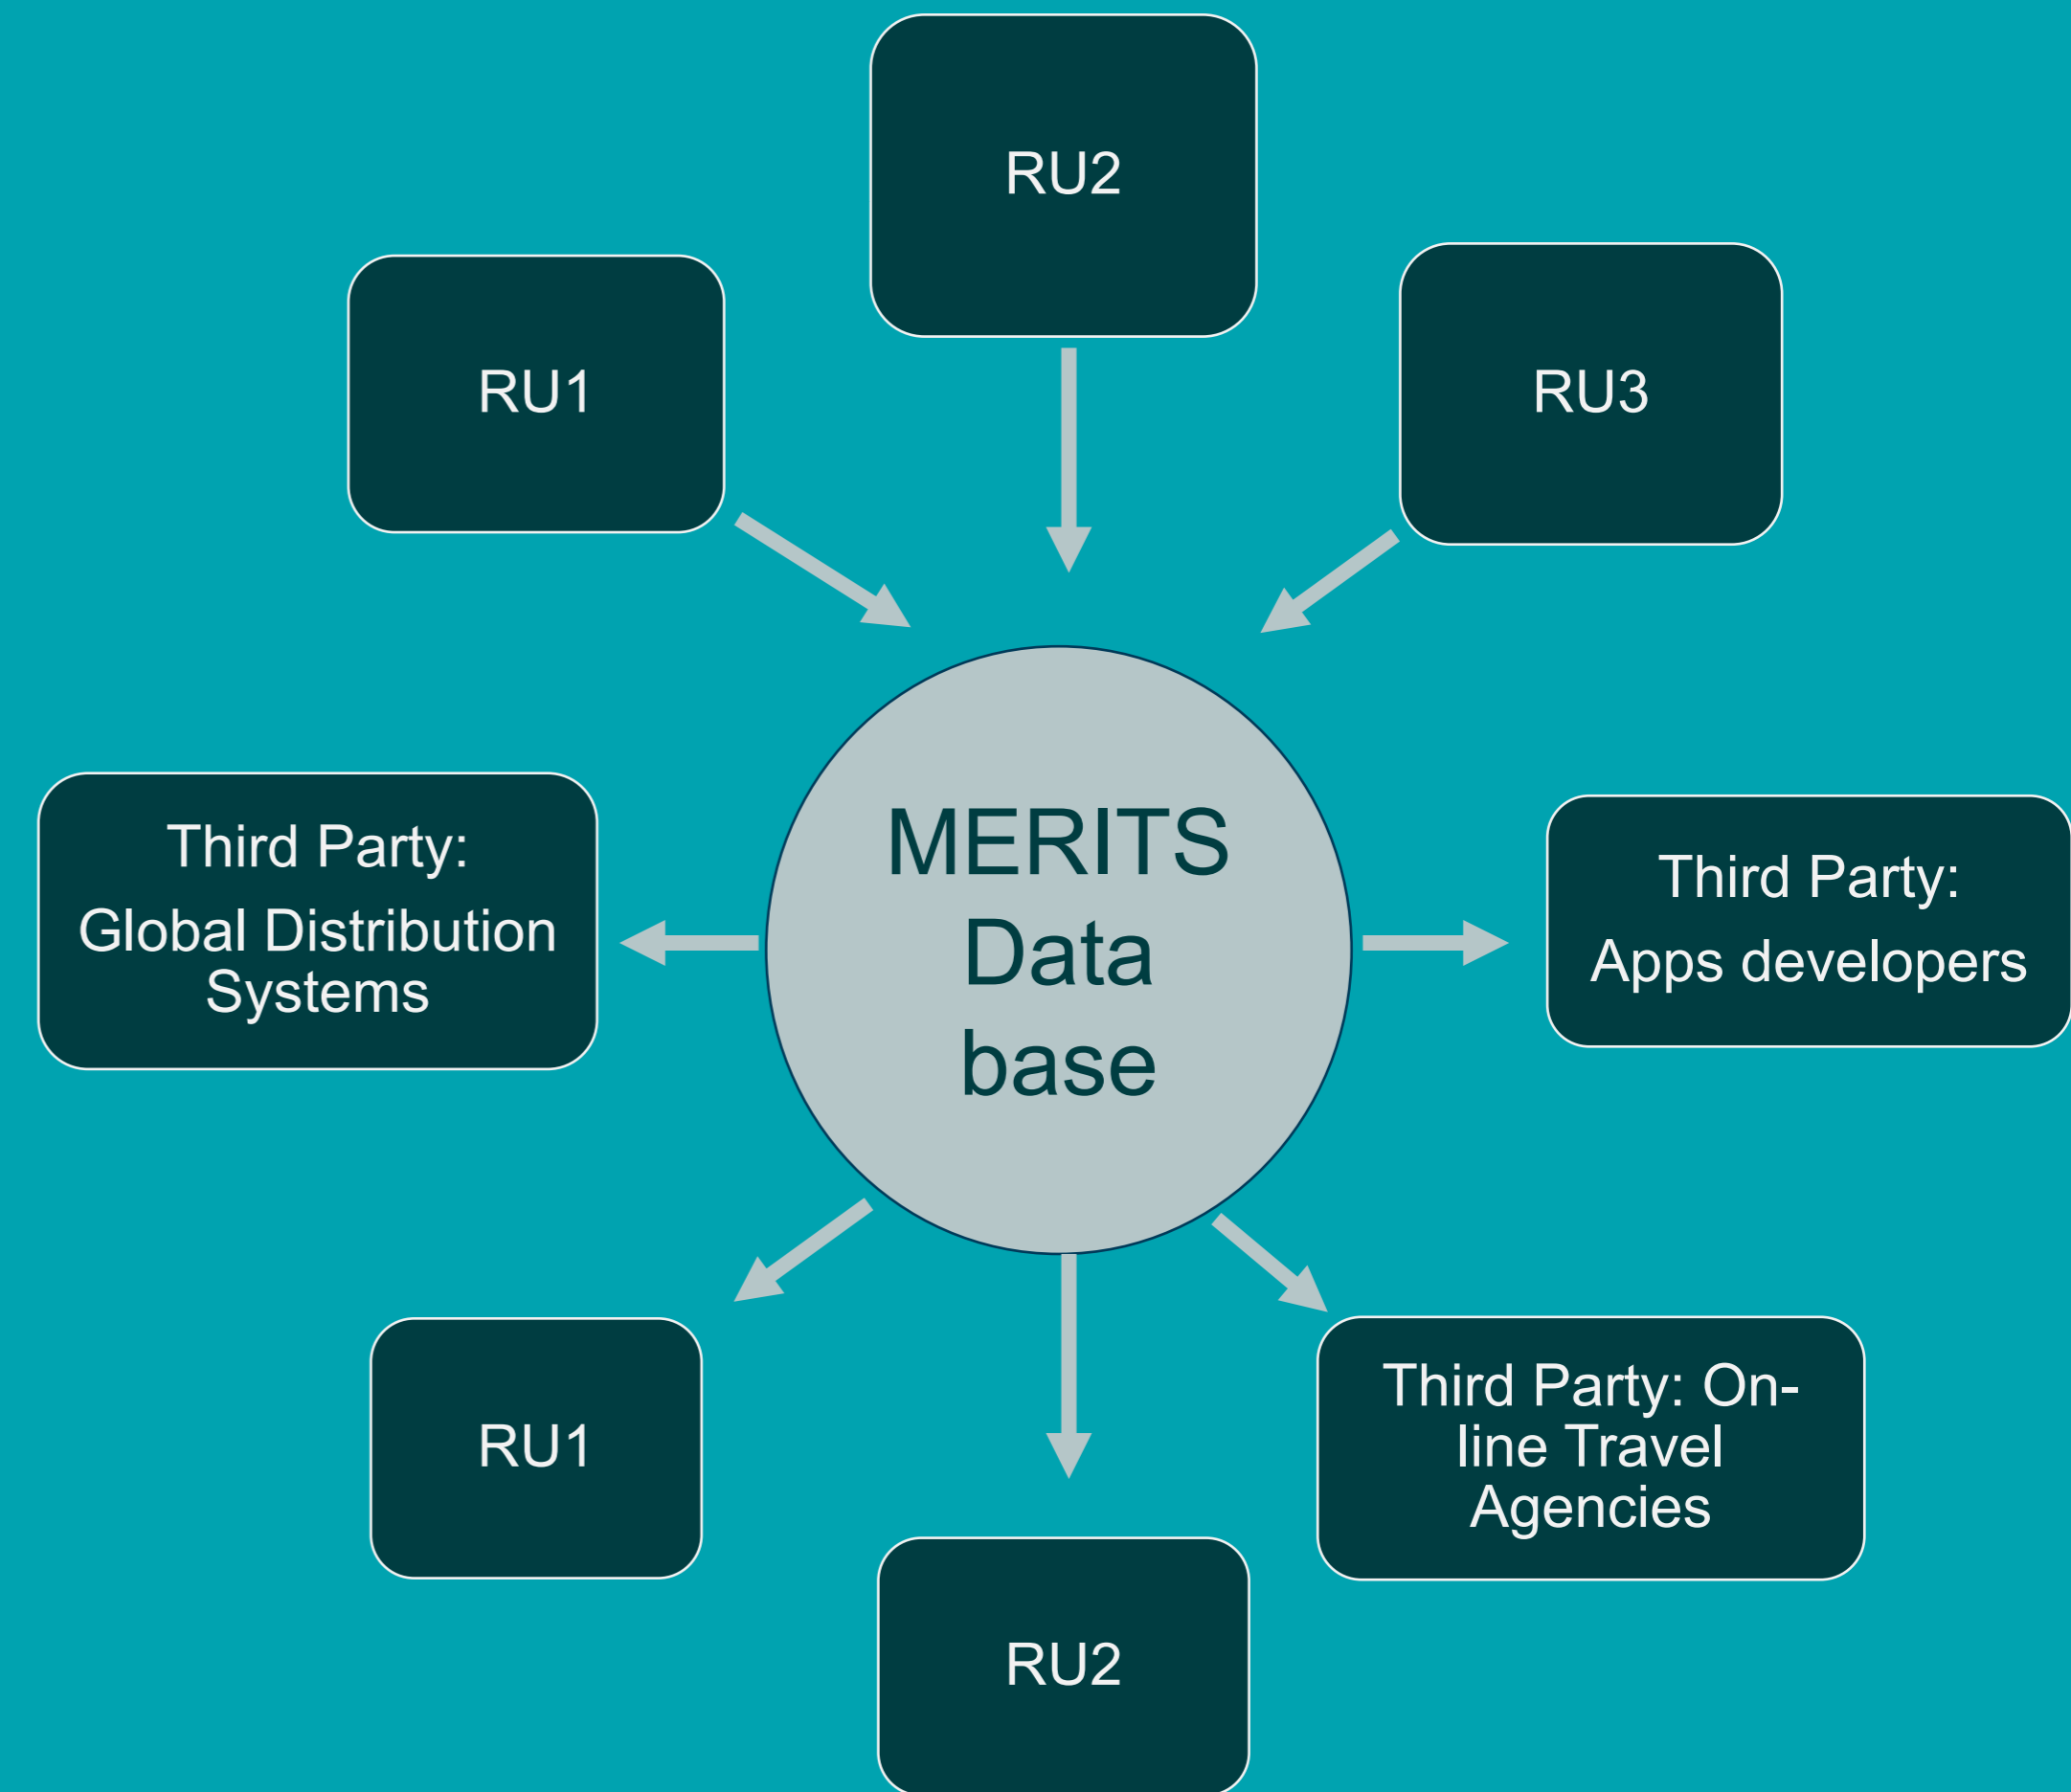 RU2
RU1
RU3
MERITS
Data
base
Third Party:
Global Distribution
Systems
Third Party:
Apps developers
RU1
Third Party: On-
line Travel
Agencies
RU2